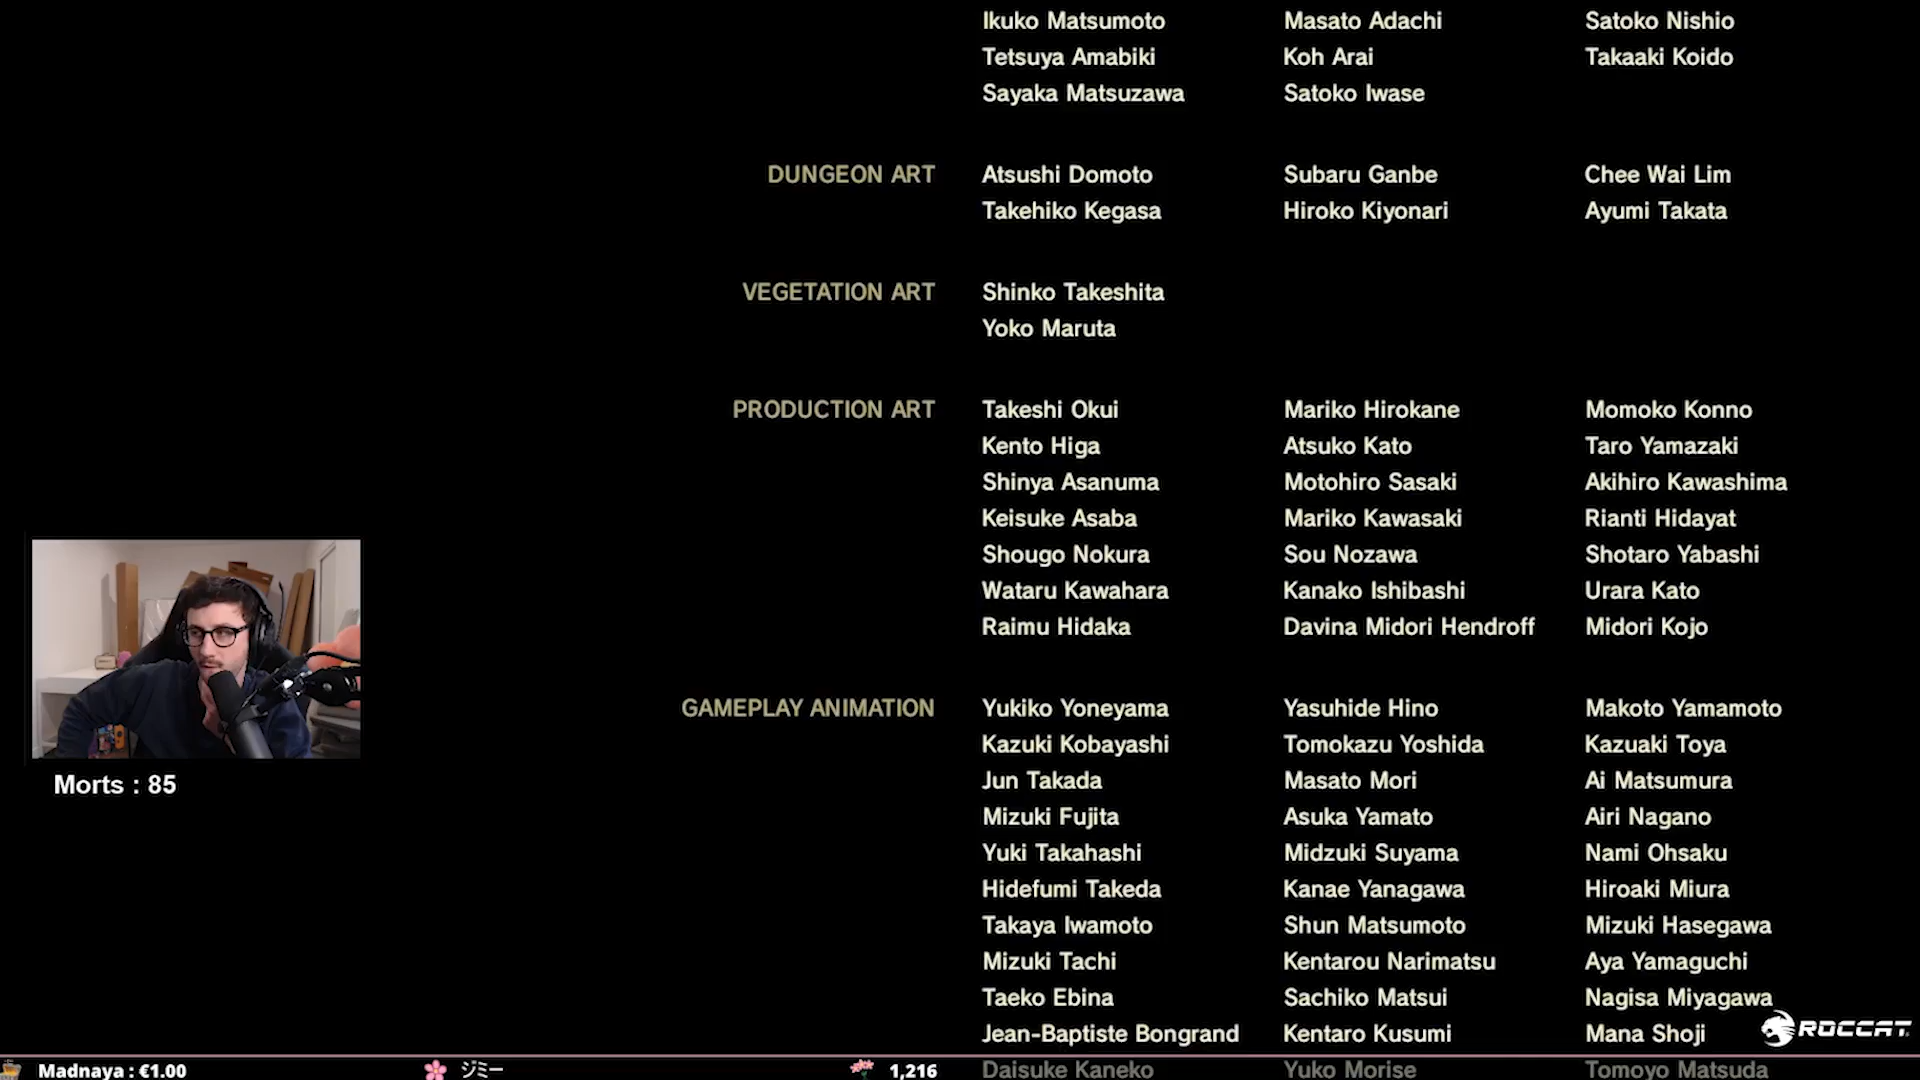 Ikuko Matsumoto Masato Adachi Satoko Nishio
Tetsuya Amabiki Koh Arai Takaaki Koido
Sayaka Matsuzawa Satoko Iwase
DUNGEON ART Atsushi Domoto Subaru Ganbe Chee Wai Lim
Takehiko Kegasa Hiroko Kiyonari Ayumi Takata
VEGETATION ART Shinko Takeshita
Yoko Maruta
PRODUCTION ART Takeshi Okui Mariko Hirokane Momoko Konno
Kento Higa Atsuko Kato Taro Yamazaki
Shinya Asanuma Motohiro Sasaki Akihiro Kawashima
Keisuke Asaba Mariko Kawasaki Rianti Hidayat
Shougo Nokura Sou Nozawa Shotaro Yabashi
Wataru Kawahara Kanako Ishibashi Urara Kato
Raimu Hidaka Davina Midori Hendroff Midori Kojo
GAMEPLAY ANIMATION Yukiko Yoneyama Yasuhide Hino Makoto Yamamoto
Kazuki Kobayashi Tomokazu Yoshida Kazuaki Toya
Jun Takada Masato Mori Ai Matsumura
Morts : 85
Mizuki Fujita Asuka Yamato Airi Nagano
Yuki Takahashi Midzuki Suyama Nami Ohsaku
Hidefumi Takeda Kanae Yanagawa Hiroaki Miura
Takaya Iwamoto Shun Matsumoto Mizuki Hasegawa
Mizuki Tachi Kentarou Narimatsu Aya Yamaguchi
Taeko Ebina Sachiko Matsui Nagisa Miyagawa
Jean-Baptiste Bongrand Kentaro Kusumi Mana Shoji
ROCCAT
Madnaya : €1.00 ジミー 1,216 Daisuke Kaneko Yuko Morise Tomoyo Matsuda